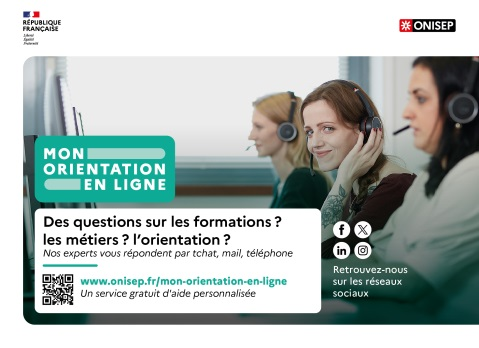 RÉPUBLIQUE
FRANÇAISE
Liberté
Égalité
Fraternité
ONISEP
MON
ORIENTATION
EN LIGNE
Des questions sur les formations ?
les métiers ? l’orientation ?
Nos experts vous répondent par tchat, mail, téléphone
www.onisep.fr/mon-orientation-en-ligne
Un service gratuit d'aide personnalisée
Retrouvez-nous
sur les réseaux
sociaux